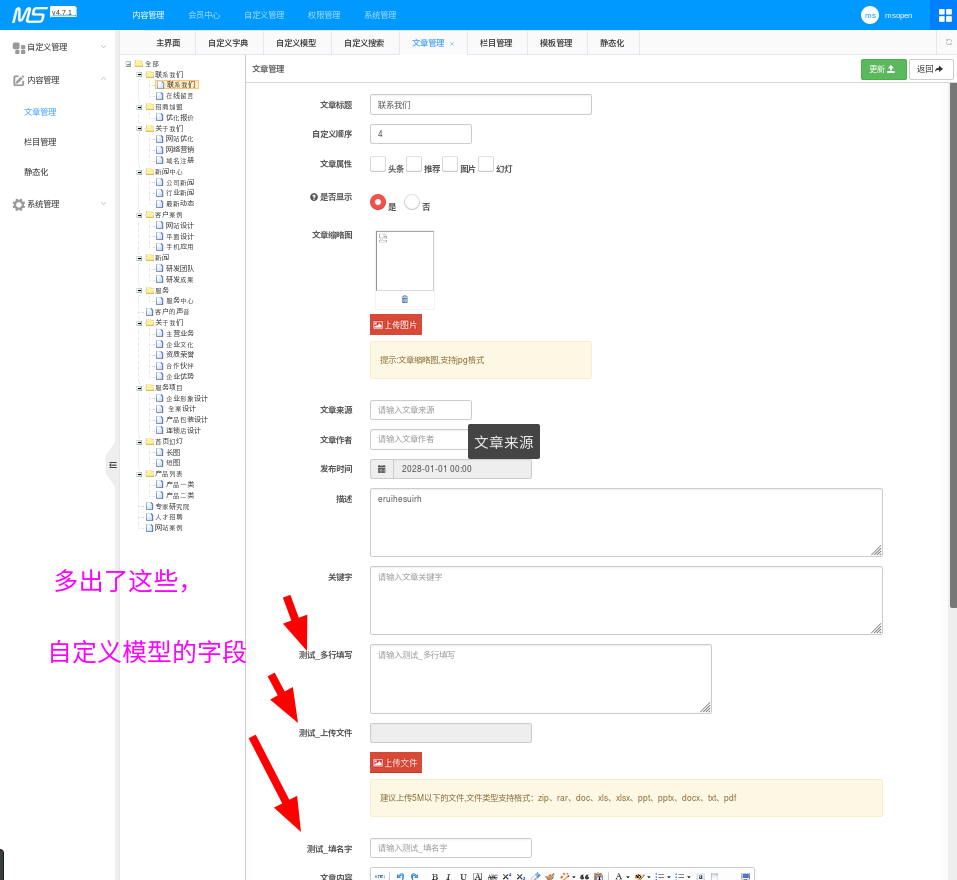 MS v4.7.1
内容管理 会员中心 自定义管理 权限管理 系统管理
ms msopen
自定义管理
内容管理
文章管理
栏目管理
静态化
系统管理
主界面 自定义字典 自定义模型 自定义搜索 文章管理 × 栏目管理 模板管理 静态化
全部
联系我们
联系我们
在线留言
招商加盟
优化报价
关于我们
网站优化
网络营销
域名注册
新闻中心
公司新闻
行业新闻
最新动态
客户案例
网站设计
平面设计
手机应用
新闻
研发团队
研发成果
服务
服务中心
客户的声音
关于我们
主营业务
企业文化
资质荣誉
合作伙伴
企业优势
服务项目
企业形象设计
全案设计
产品包装设计
连锁店设计
首页幻灯
长图
短图
产品列表
产品一类
产品二类
专家研究院
人才招聘
网站案例
文章管理
更新 返回
文章标题 联系我们
自定义顺序 4
文章属性 头条 推荐 图片 幻灯
是否显示 是 否
文章缩略图
上传图片
提示:文章缩略图,支持jpg格式
文章来源 请输入文章来源
文章作者 请输入文章作者
文章来源
发布时间 2028-01-01 00:00
描述 eruihesuirh
关键字 请输入文章关键字
多出了这些，
自定义模型的字段
测试_多行填写 请输入测试_多行填写
测试_上传文件
上传文件
建议上传5M以下的文件,文件类型支持格式：zip、rar、doc、xls、xlsx、ppt、pptx、docx、txt、pdf
测试_填名字 请输入测试_填名字
文章内容